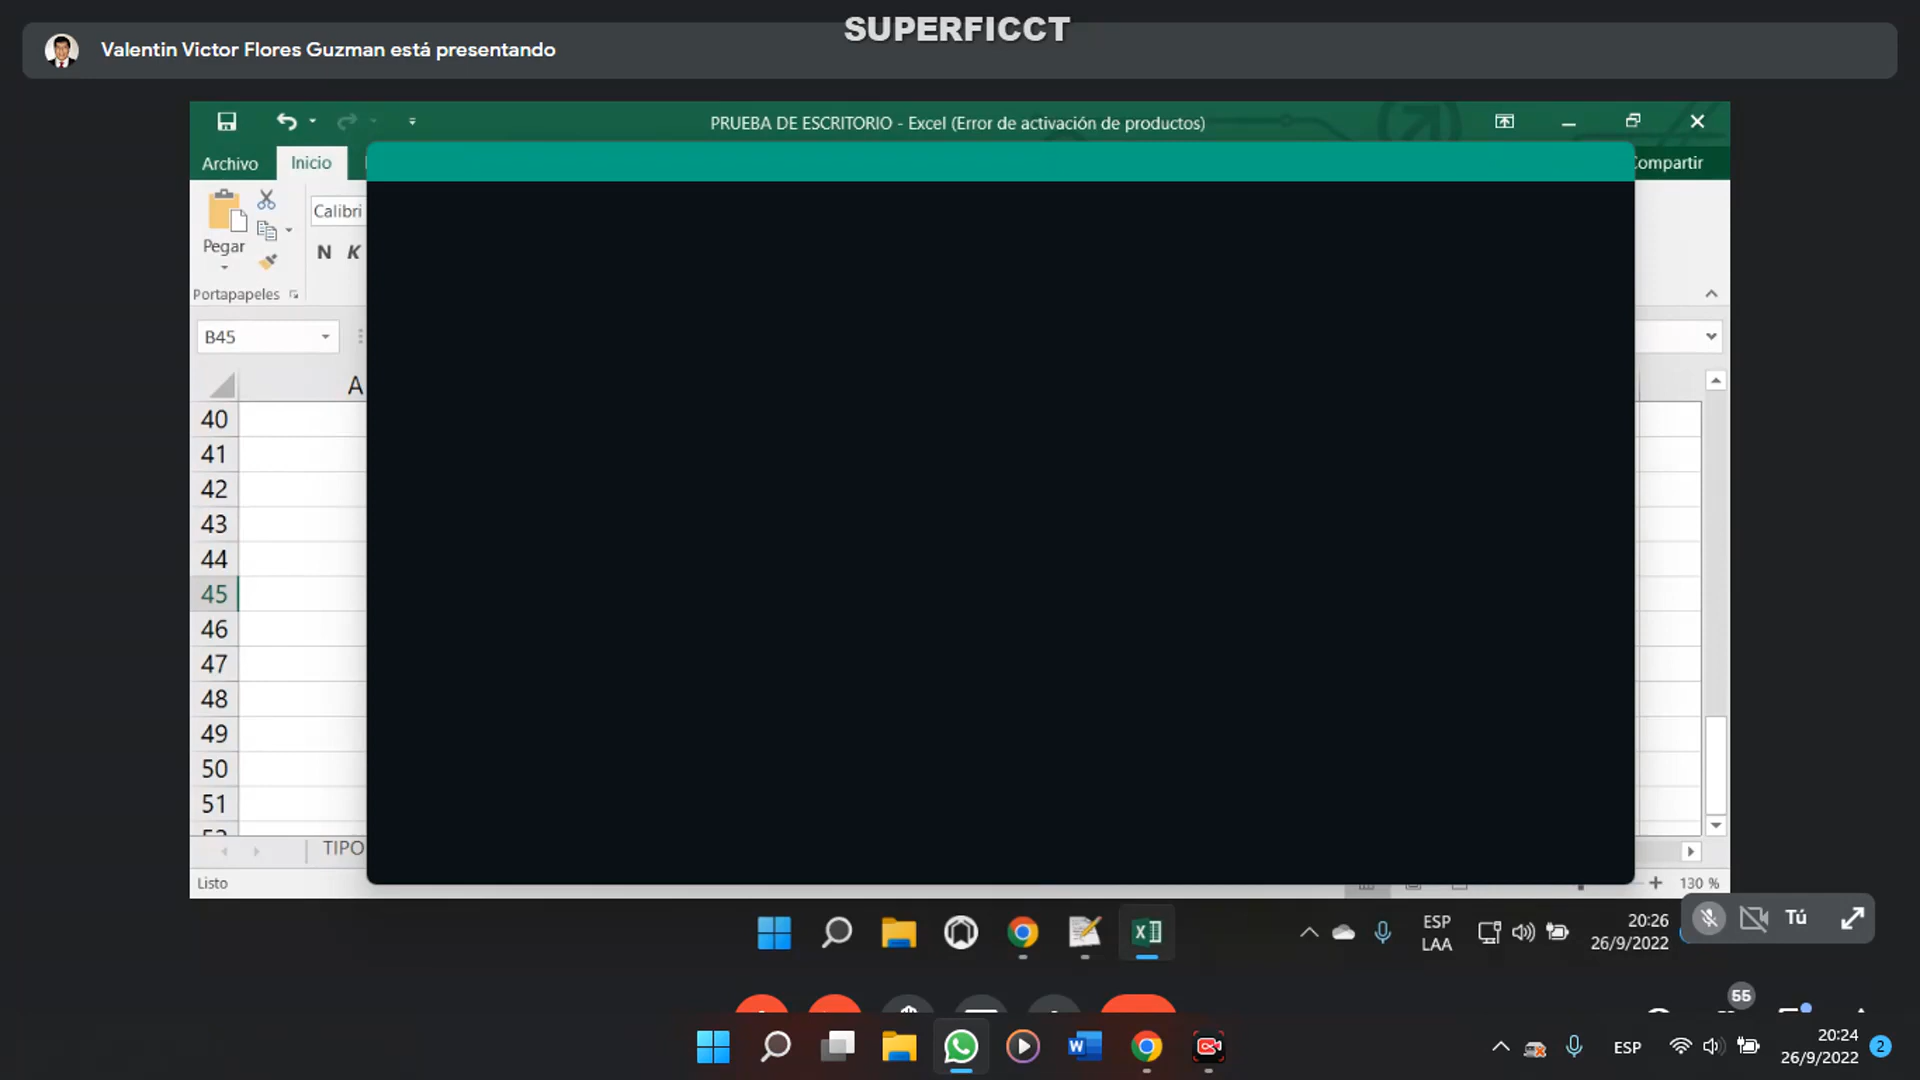 SUPERFICCT
Valentin Victor Flores Guzman está presentando
PRUEBA DE ESCRITORIO - Excel (Error de activación de productos)
Archivo
Inicio
Compartir
Pegar
Calibri
N K
Portapapeles
B45
A
40
41
42
43
44
45
46
47
48
49
50
51
52
TIPO
Listo
130 %
ESP
LAA
20:26
26/9/2022
Tú
55
ESP
20:24
26/9/2022
2